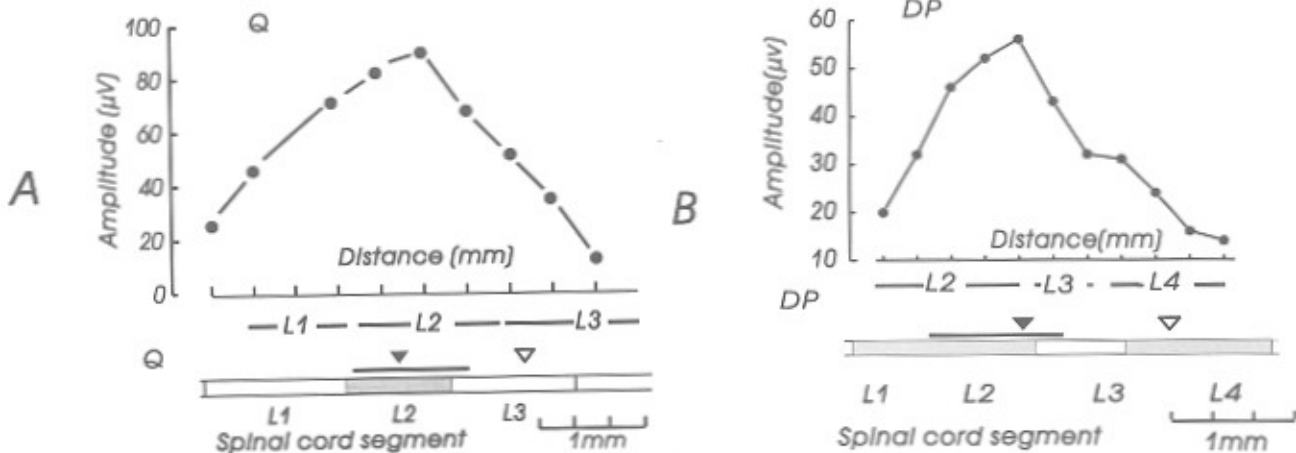 A
Q
Amplitude (µV)
100
80
60
40
20
0
Distance (mm)
L1
L2
L3
Q
L1
L2
L3
Spinal cord segment
1mm
B
DP
Amplitude(µv)
60
50
40
30
20
10
Distance(mm)
L2
L3
L4
DP
L1
L2
L3
L4
Spinal cord segment
1mm